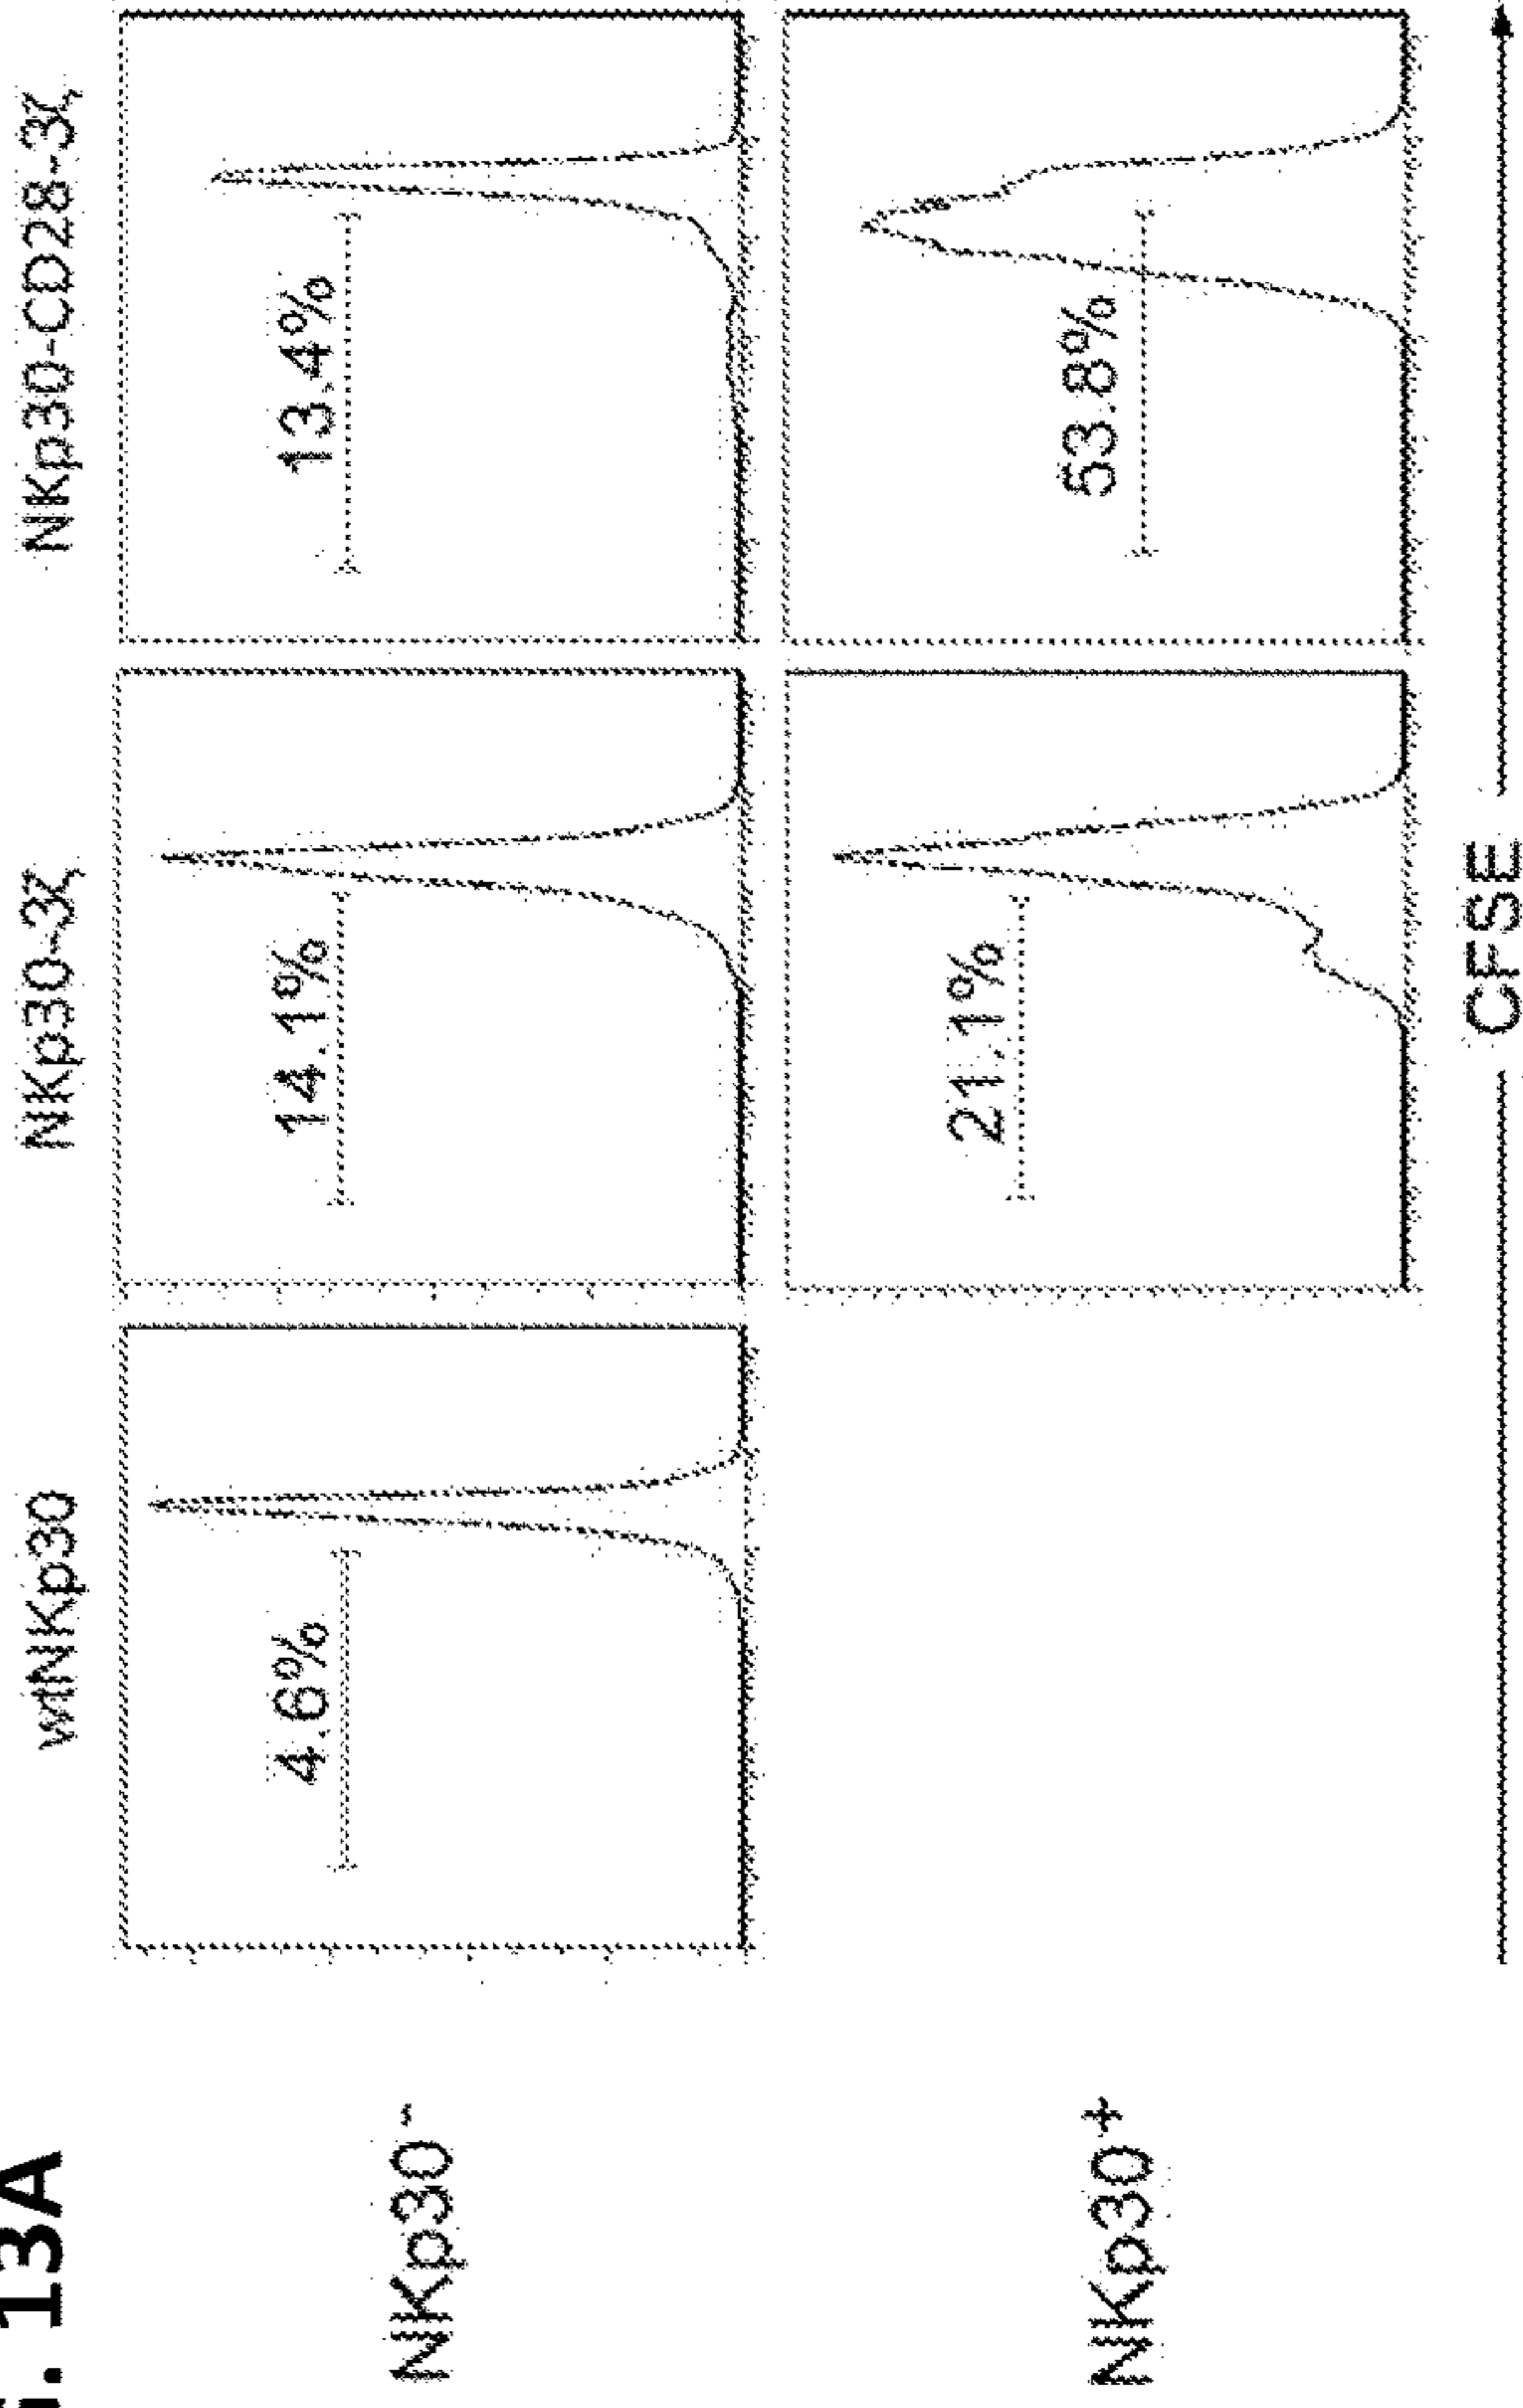 13A
wtNKp30 NKp30-3ζ NKp30-CD28-3ζ
NKp30⁻ 4.6% 14.1% 13.4%
NKp30⁺ 21.1% 53.8%
CFSE